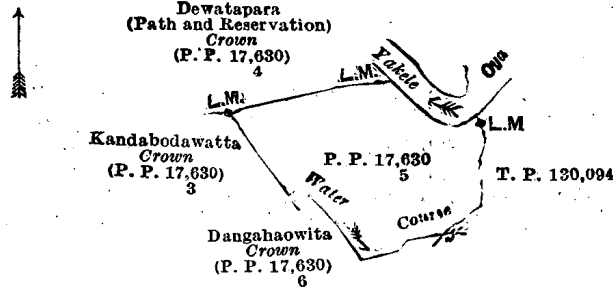 Dewatapara
(Path and Reservation)
Crown
(P. P. 17,630)
4
L.M.
L.M.
Yakele Oya
L.M
Kandabodawatta
Crown
(P. P. 17,630)
3
P. P. 17,630
5
T. P. 130,094
Water Course
Dangahaowita
Crown
(P. P. 17,630)
6